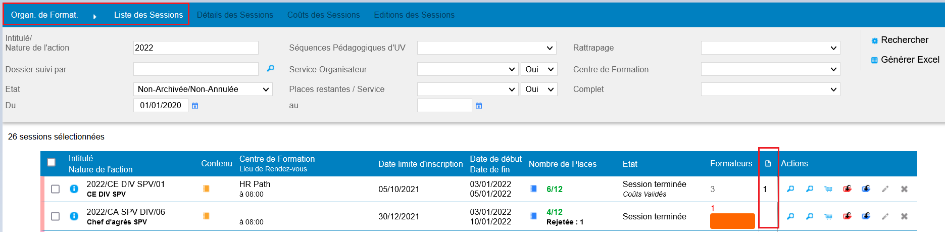 Organ. de Format. Liste des Sessions Détails des Sessions Coûts des Sessions Editions des Sessions
Intitulé/
Nature de l'action 2022 Séquences Pédagogiques d'UV Rattrapage Rechercher
Dossier suivi par Service Organisateur Oui Centre de Formation Générer Excel
Etat Non-Archivée/Non-Annulée Places restantes / Service Oui Complet
Du 01/01/2020 au
26 sessions sélectionnées
Intitulé Centre de Formation Date de début
Contenu Date limite d'inscription Nombre de Places Etat Formateurs Actions
Nature de l'action Lieu de Rendez-vous Date de fin
2022/CE DIV SPV/01 HR Path 05/10/2021 03/01/2022 6/12 Session terminée 3 1
CE DIV SPV à 08:00 05/01/2022 Coûts Validés
2022/CA SPV DIV/06 30/12/2021 03/01/2022 4/12 Session terminée 1
Chef d'agrès SPV à 08:00 10/01/2022 Rejetée : 1